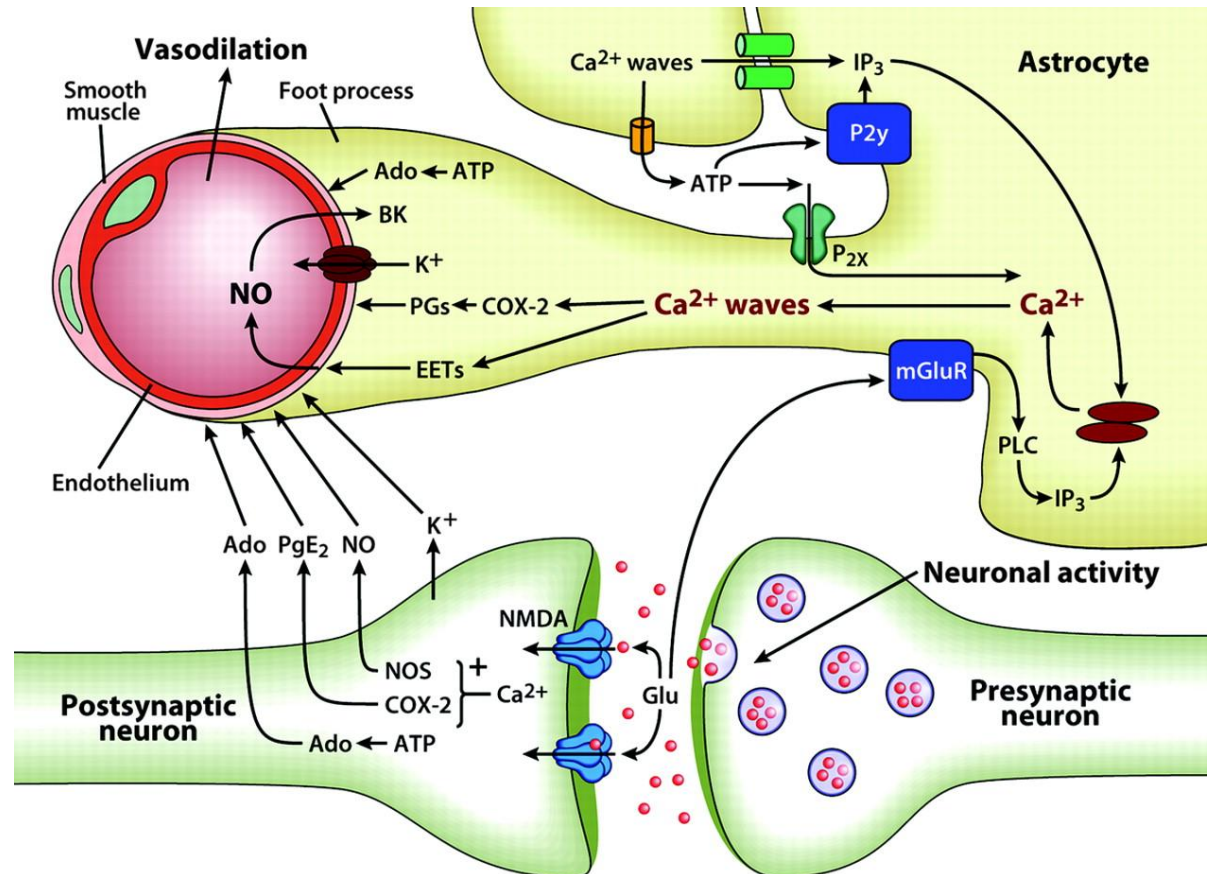 Vasodilation
Smooth
muscle
Foot process
Ca2+ waves
IP3
Astrocyte
P2y
Ado
ATP
ATP
BK
P2X
K+
NO
PGs
COX-2
Ca2+ waves
Ca2+
EETs
mGluR
PLC
IP3
Endothelium
Ado
PgE2
NO
K+
Neuronal activity
NMDA
NOS
+
COX-2
Ca2+
Glu
Postsynaptic
neuron
Ado
ATP
Presynaptic
neuron